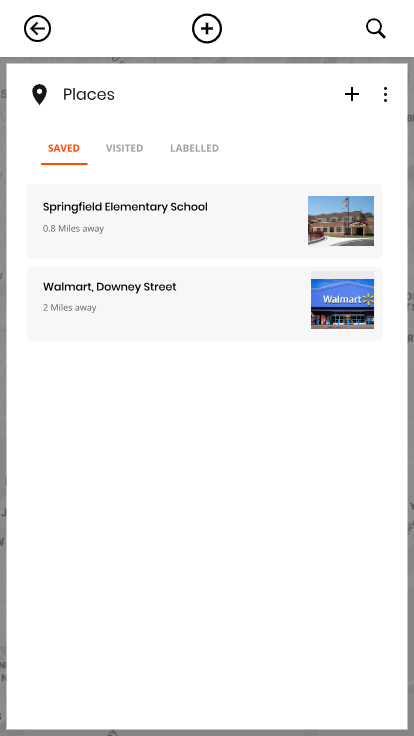 Places
SAVED VISITED LABELLED
Springfield Elementary School
0.8 Miles away
Walmart, Downey Street
2 Miles away
Walmart